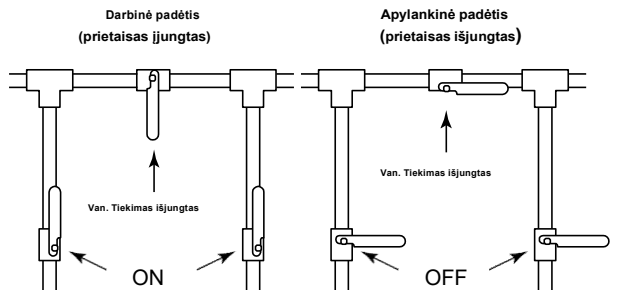 Darbinė padėtis
(prietaisas įjungtas)
Apylankinė padėtis
(prietaisas išjungtas)
Van. Tiekimas išjungtas
Van. Tiekimas išjungtas
ON
OFF